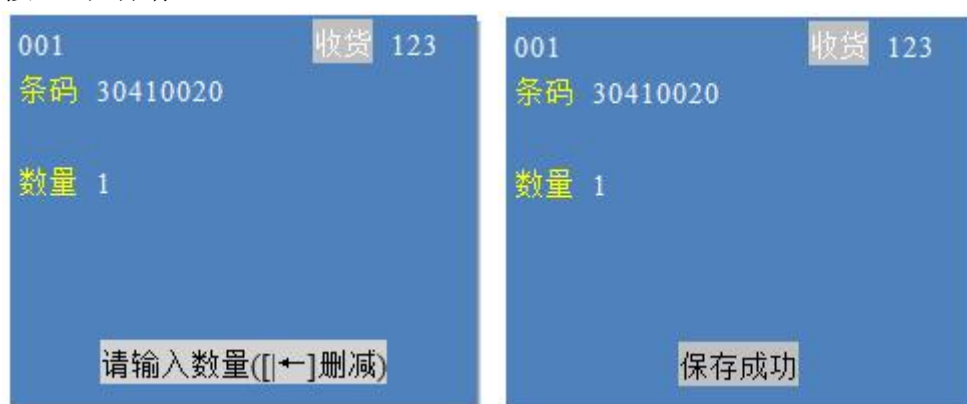 001 收货 123
条码 30410020
数量 1
请输入数量([|←]删减)
001 收货 123
条码 30410020
数量 1
保存成功